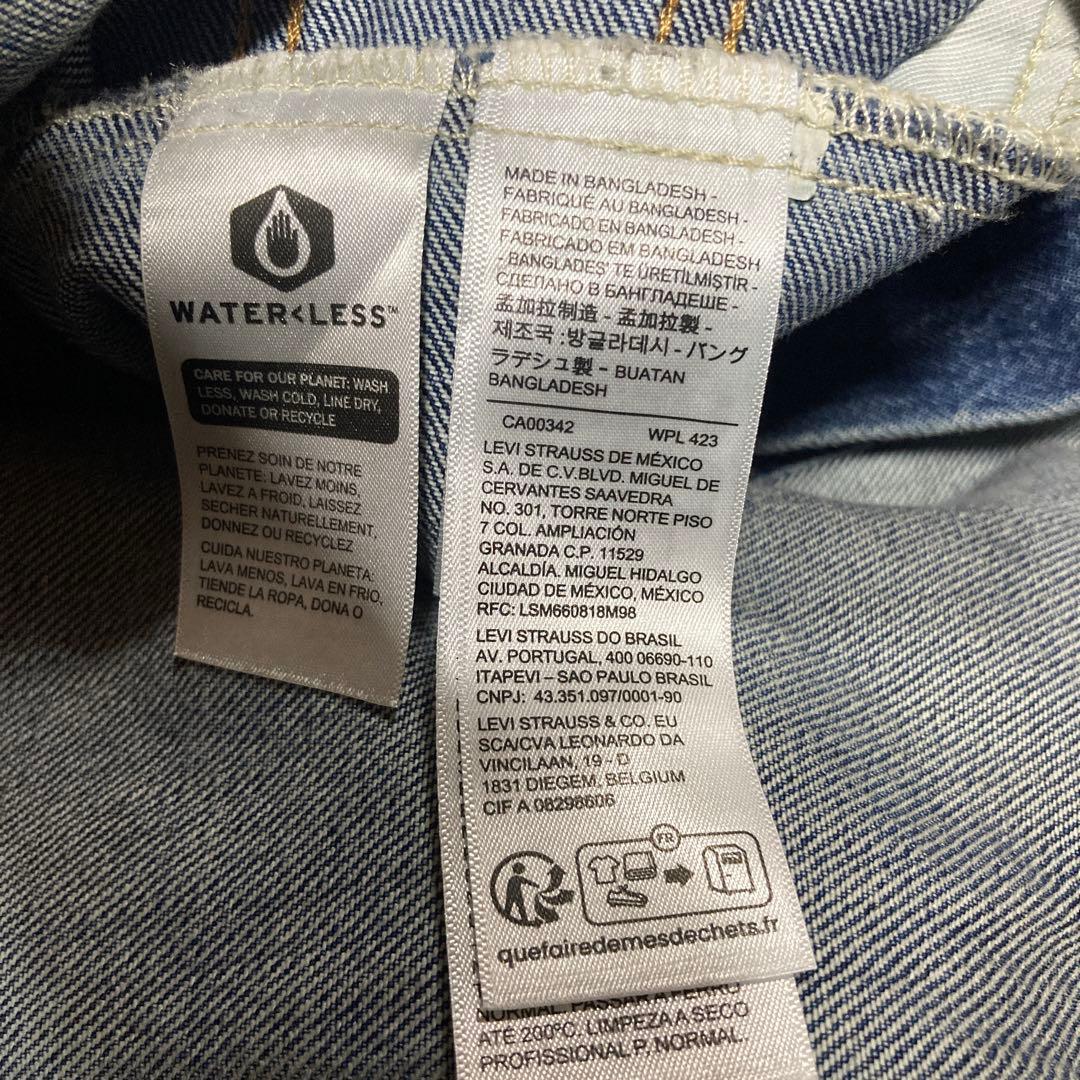 WATER<LESS™
CARE FOR OUR PLANET: WASH
LESS, WASH COLD, LINE DRY,
DONATE OR RECYCLE
PRENEZ SOIN DE NOTRE
PLANETE: LAVEZ MOINS,
LAVEZ A FROID, LAISSEZ
SECHER NATURELLEMENT,
DONNEZ OU RECYCLEZ
CUIDA NUESTRO PLANETA:
LAVA MENOS, LAVA EN FRIO,
TIENDE LA ROPA, DONA O
RECICLA.
MADE IN BANGLADESH -
FABRIQUÉ AU BANGLADESH -
FABRICADO EN BANGLADESH -
FABRICADO EM BANGLADESH
- BANGLADES' TE ÜRETİLMİSTİR -
СДЕЛАНО В БАНГЛАДЕШЕ -
孟加拉制造 - 孟加拉製 -
제조국 :방글라데시 - バング
ラデシュ製 - BUATAN
BANGLADESH
CA00342 WPL 423
LEVI STRAUSS DE MÉXICO
S.A. DE C.V.BLVD. MIGUEL DE
CERVANTES SAAVEDRA
NO. 301, TORRE NORTE PISO
7 COL. AMPLIACIÓN
GRANADA C.P. 11529
ALCALDÍA. MIGUEL HIDALGO
CIUDAD DE MÉXICO, MÉXICO
RFC: LSM660818M98
LEVI STRAUSS DO BRASIL
AV. PORTUGAL, 400 06690-110
ITAPEVI – SAO PAULO BRASIL
CNPJ: 43.351.097/0001-90
LEVI STRAUSS & CO. EU
SCA/CVA LEONARDO DA
VINCILAAN, 19 - D
1831 DIEGEM. BELGIUM
CIF A 08298606
FR
quefairedemesdechets.fr
NORMAL. PASSAR A FERRO
ATÉ 200ºC. LIMPEZA A SECO
PROFISSIONAL P, NORMAL.